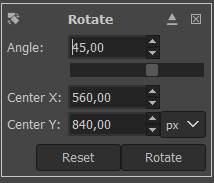 Rotate
Angle: 45,00
Center X: 560,00
Center Y: 840,00 px
Reset Rotate